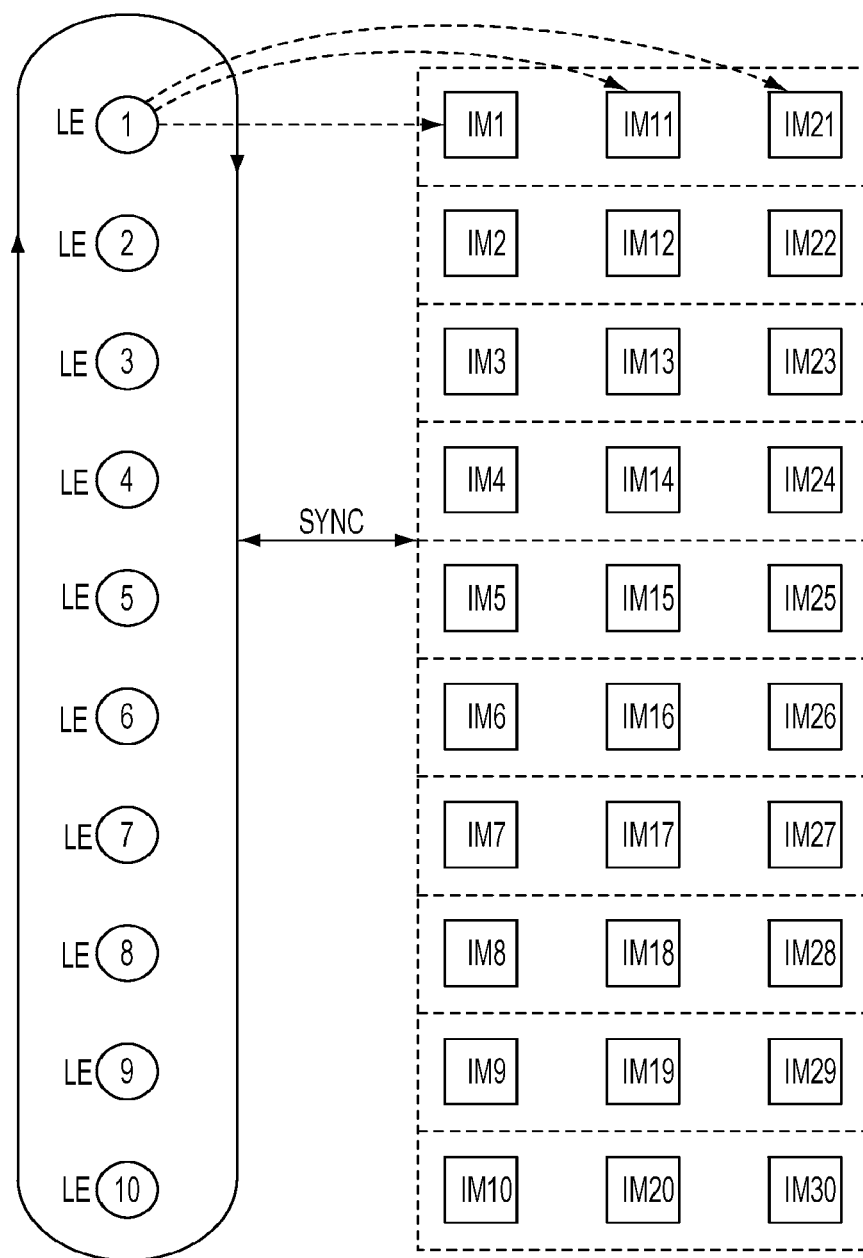 LE 1 IM1 IM11 IM21
LE 2 IM2 IM12 IM22
LE 3 IM3 IM13 IM23
LE 4 IM4 IM14 IM24
SYNC
LE 5 IM5 IM15 IM25
LE 6 IM6 IM16 IM26
LE 7 IM7 IM17 IM27
LE 8 IM8 IM18 IM28
LE 9 IM9 IM19 IM29
LE 10 IM10 IM20 IM30